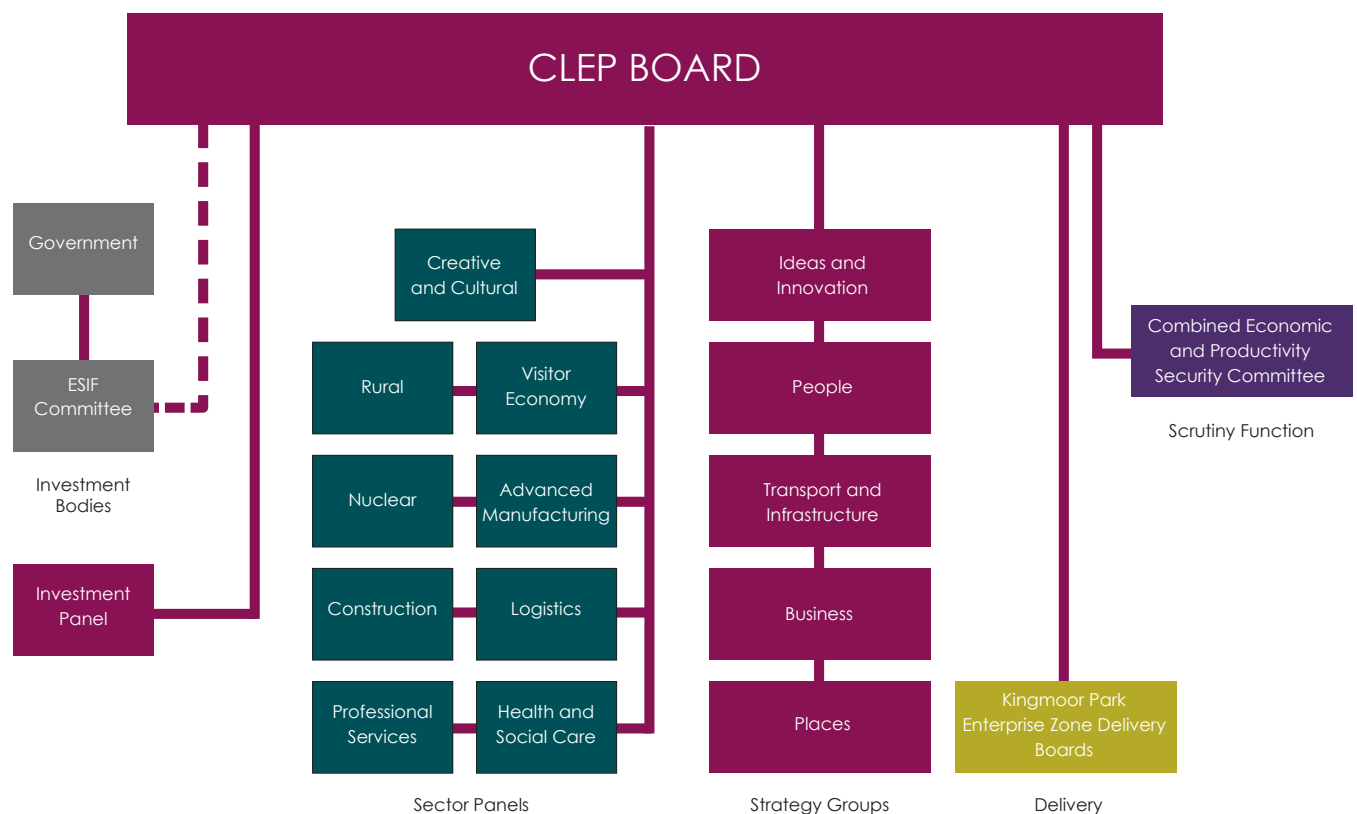 CLEP BOARD
Government
ESIF
Committee
Investment
Bodies
Investment
Panel
Creative
and Cultural
Rural
Visitor
Economy
Nuclear
Advanced
Manufacturing
Construction
Logistics
Professional
Services
Health and
Social Care
Sector Panels
Ideas and
Innovation
People
Transport and
Infrastructure
Business
Places
Strategy Groups
Kingmoor Park
Enterprise Zone Delivery
Boards
Delivery
Combined Economic
and Productivity
Security Committee
Scrutiny Function